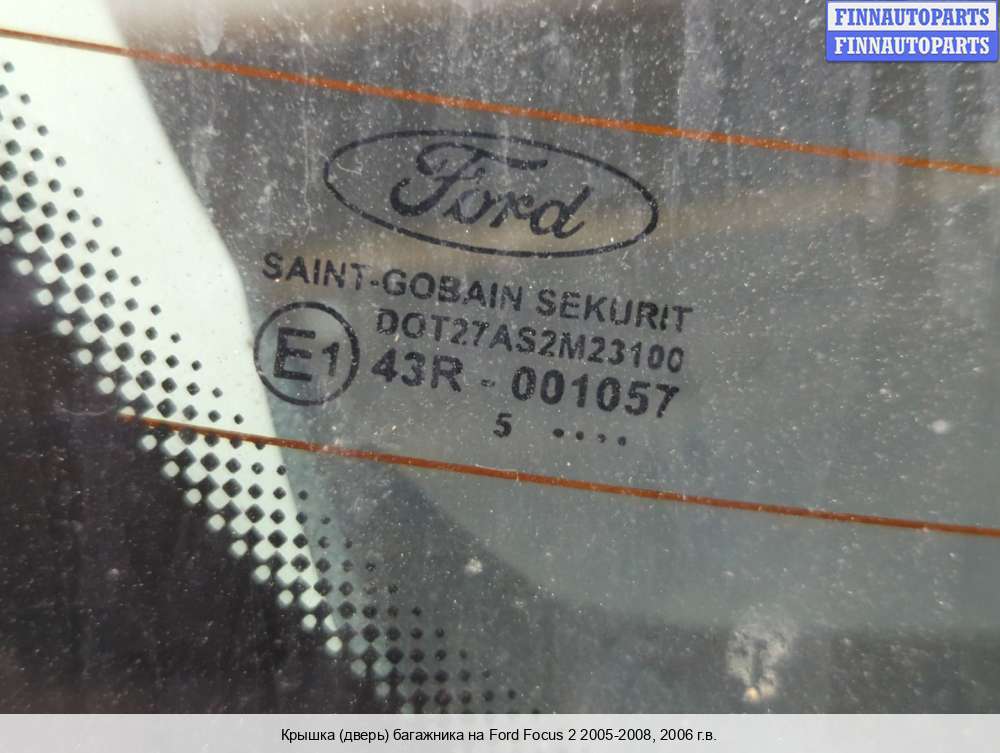 FINNAUTOPARTS
FINNAUTOPARTS
Ford
SAINT-GOBAIN SEKURIT
DOT27AS2M23100
E1
43R - 001057
5 ....
Крышка (дверь) багажника на Ford Focus 2 2005-2008, 2006 г.в.